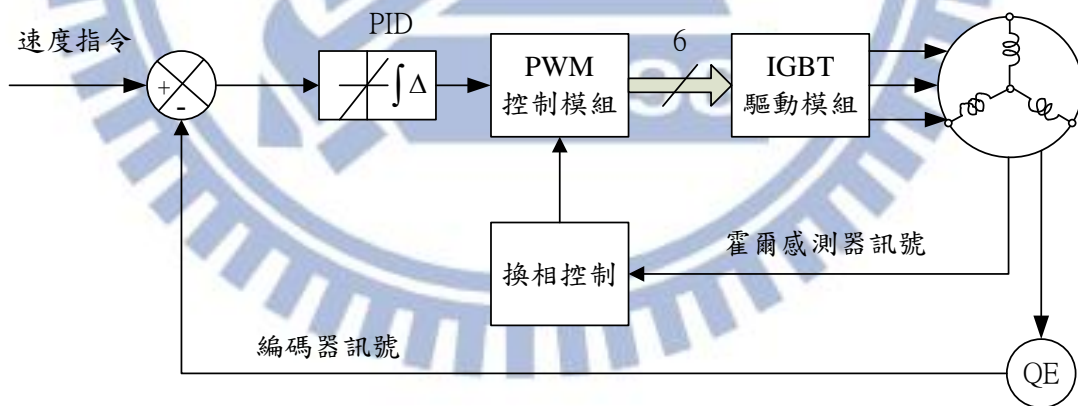 速度指令
PID
6
+
-
∫Δ
PWM
控制模組
IGBT
驅動模組
換相控制
霍爾感測器訊號
編碼器訊號
QE